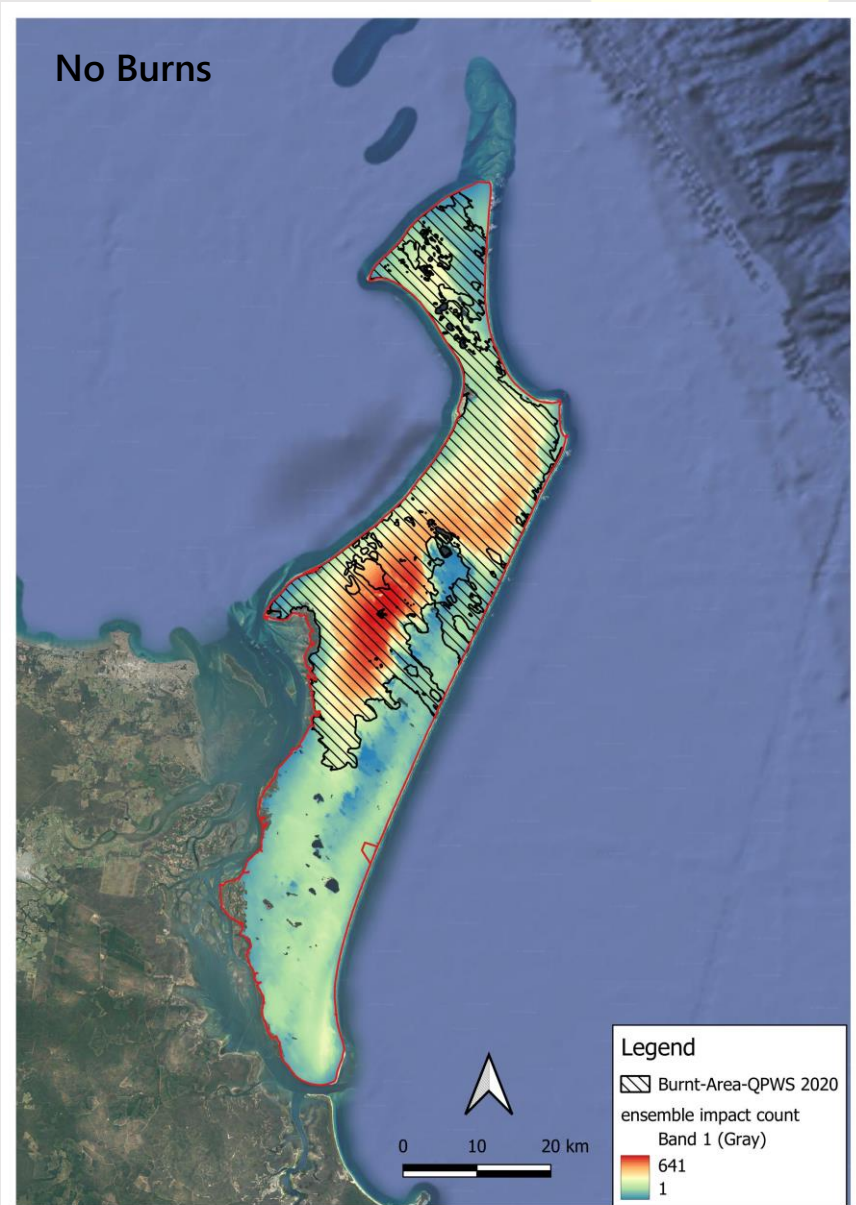 No Burns
Legend
Burnt-Area-QPWS 2020
ensemble impact count
Band 1 (Gray)
641
1
0 10 20 km